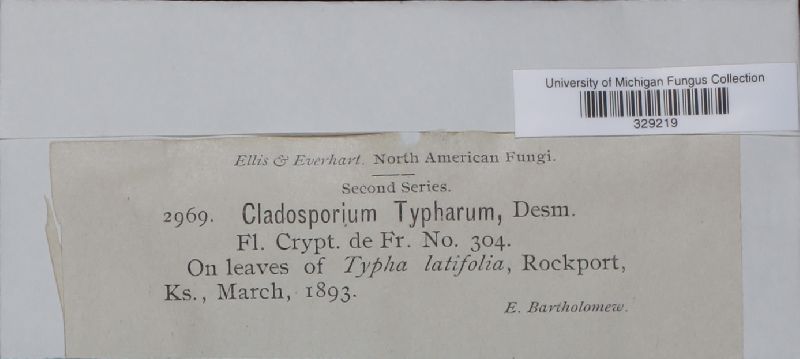 University of Michigan Fungus Collection
329219
Ellis & Everhart. North American Fungi.
Second Series.
2969. Cladosporium Typharum, Desm.
Fl. Crypt. de Fr. No. 304.
On leaves of Typha latifolia, Rockport,
Ks., March, 1893.
E. Bartholomew.